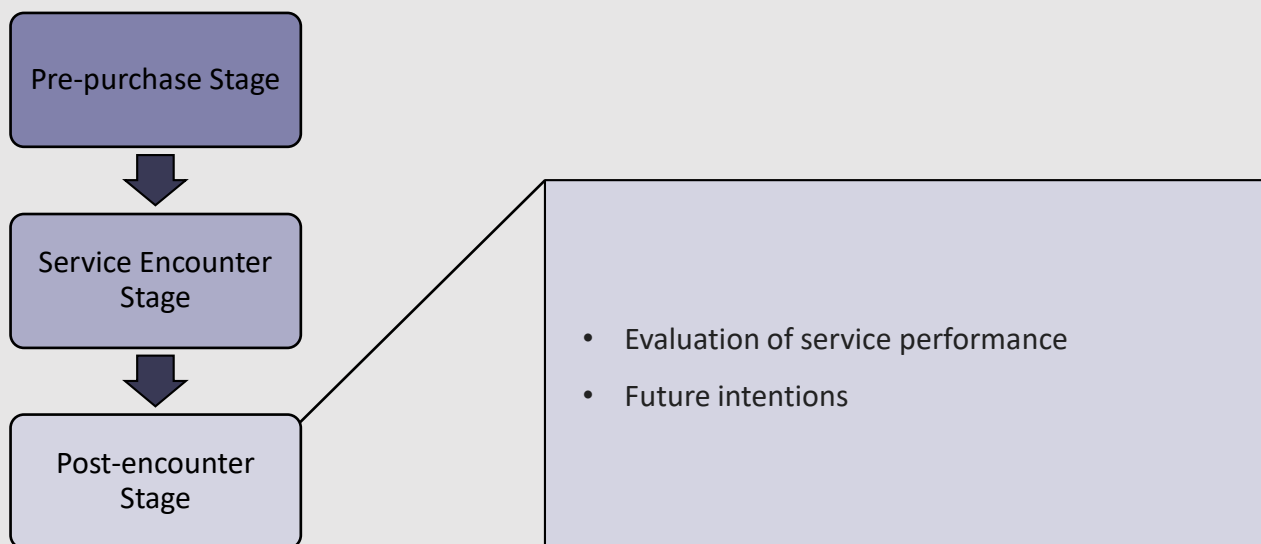 Pre-purchase Stage
Service Encounter
Stage
Post-encounter
Stage
• Evaluation of service performance
• Future intentions